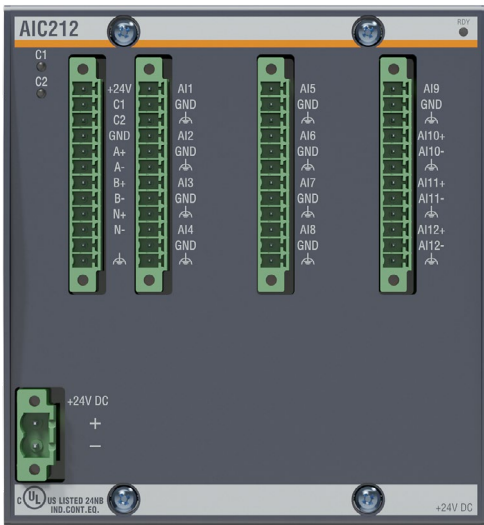 AIC212
RDY
C1
C2
+24V
C1
C2
GND
A+
A-
B+
B-
N+
N-
AI1
GND
AI2
GND
AI3
GND
AI4
GND
AI5
GND
AI6
GND
AI7
GND
AI8
GND
AI9
GND
AI10+
AI10-
AI11+
AI11-
AI12+
AI12-
+24V DC
+
−
C UL US LISTED 24NB
IND.CONT.EQ.
+24V DC